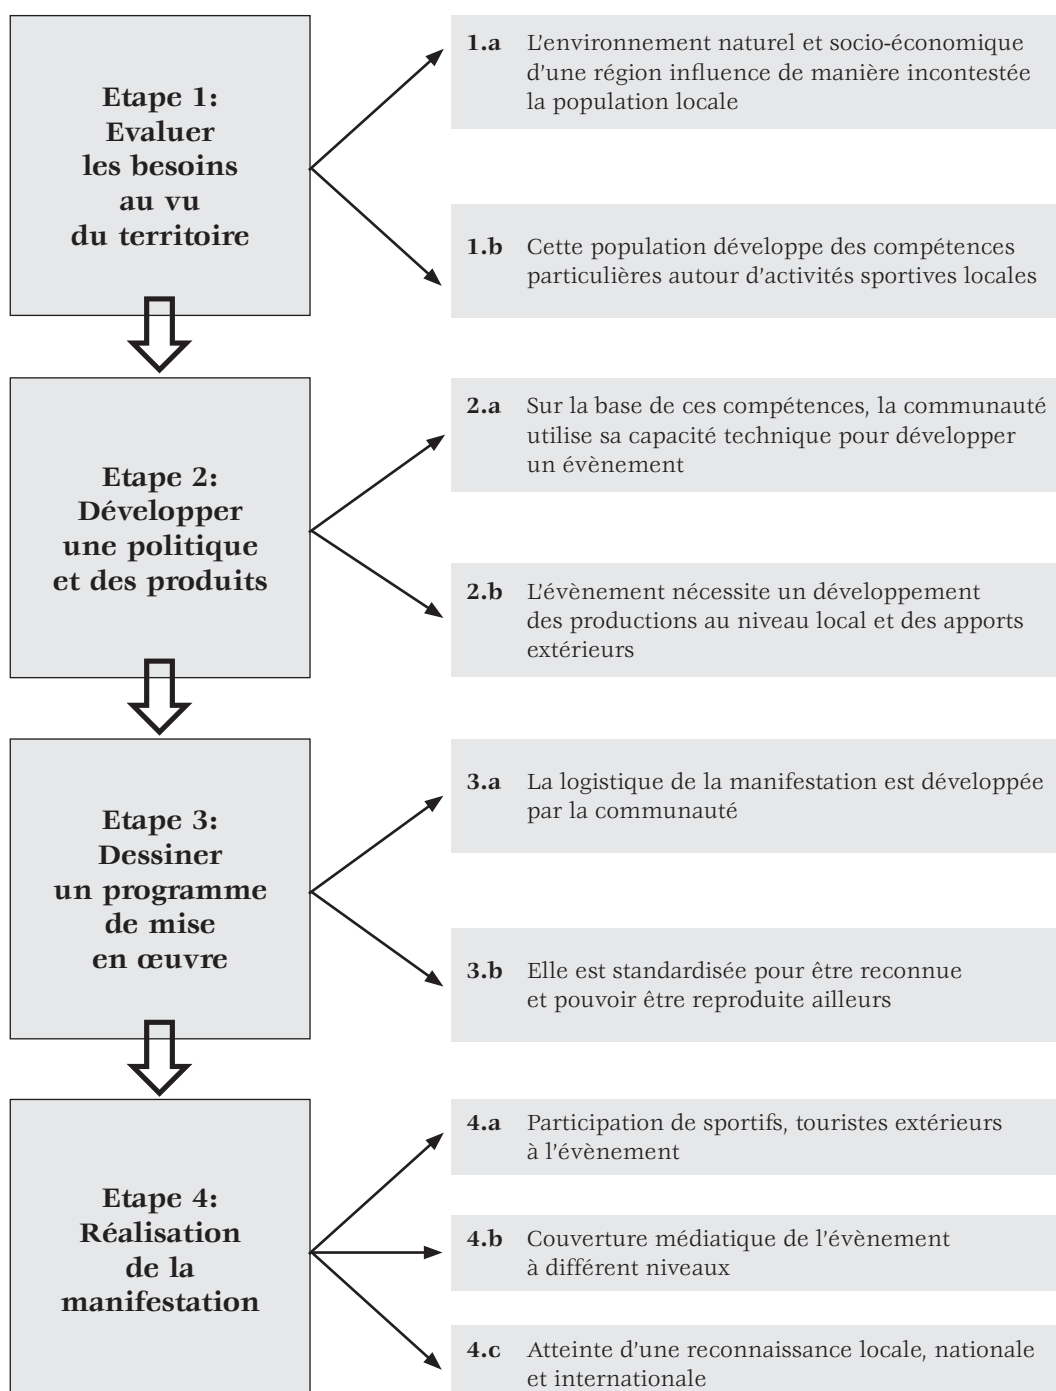 Etape 1:
Evaluer
les besoins
au vu
du territoire
1.a L'environnement naturel et socio-économique
d'une région influence de manière incontestée
la population locale
1.b Cette population développe des compétences
particulières autour d'activités sportives locales
Etape 2:
Développer
une politique
et des produits
2.a Sur la base de ces compétences, la communauté
utilise sa capacité technique pour développer
un évènement
2.b L'évènement nécessite un développement
des productions au niveau local et des apports
extérieurs
Etape 3:
Dessiner
un programme
de mise
en œuvre
3.a La logistique de la manifestation est développée
par la communauté
3.b Elle est standardisée pour être reconnue
et pouvoir être reproduite ailleurs
Etape 4:
Réalisation
de la
manifestation
4.a Participation de sportifs, touristes extérieurs
à l'évènement
4.b Couverture médiatique de l'évènement
à différent niveaux
4.c Atteinte d'une reconnaissance locale, nationale
et internationale